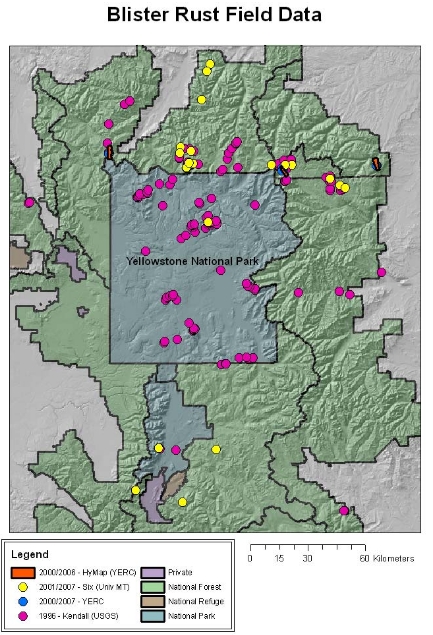 Blister Rust Field Data
Yellowstone National Park
Legend
2000/2006 - HyMap (YERC)
2001/2007 - Six (Univ MT)
2000/2007 - YERC
1996 - Kendall (USGS)
Private
National Forest
National Refuge
National Park
0 15 30 60 Kilometers